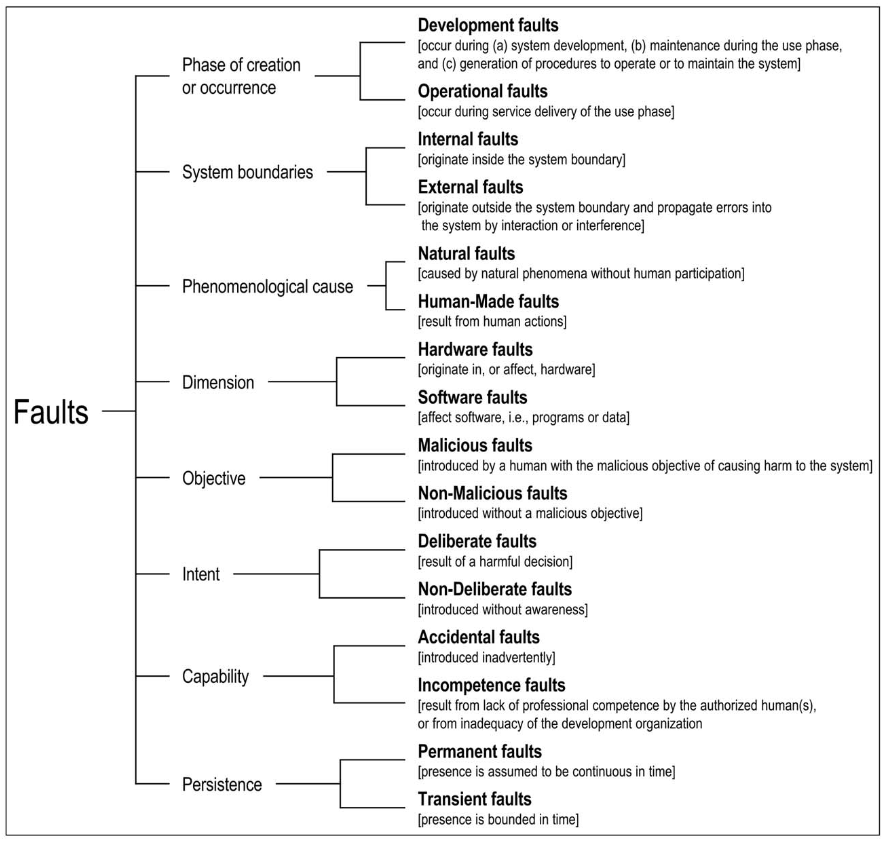 Development faults
[occur during (a) system development, (b) maintenance during the use phase,
and (c) generation of procedures to operate or to maintain the system]
Phase of creation
or occurrence
Operational faults
[occur during service delivery of the use phase]
Internal faults
[originate inside the system boundary]
System boundaries
External faults
[originate outside the system boundary and propagate errors into
the system by interaction or interference]
Natural faults
[caused by natural phenomena without human participation]
Phenomenological cause
Human-Made faults
[result from human actions]
Hardware faults
[originate in, or affect, hardware]
Dimension
Software faults
[affect software, i.e., programs or data]
Faults
Malicious faults
[introduced by a human with the malicious objective of causing harm to the system]
Objective
Non-Malicious faults
[introduced without a malicious objective]
Deliberate faults
[result of a harmful decision]
Intent
Non-Deliberate faults
[introduced without awareness]
Accidental faults
[introduced inadvertently]
Capability
Incompetence faults
[result from lack of professional competence by the authorized human(s),
or from inadequacy of the development organization
Permanent faults
[presence is assumed to be continuous in time]
Persistence
Transient faults
[presence is bounded in time]